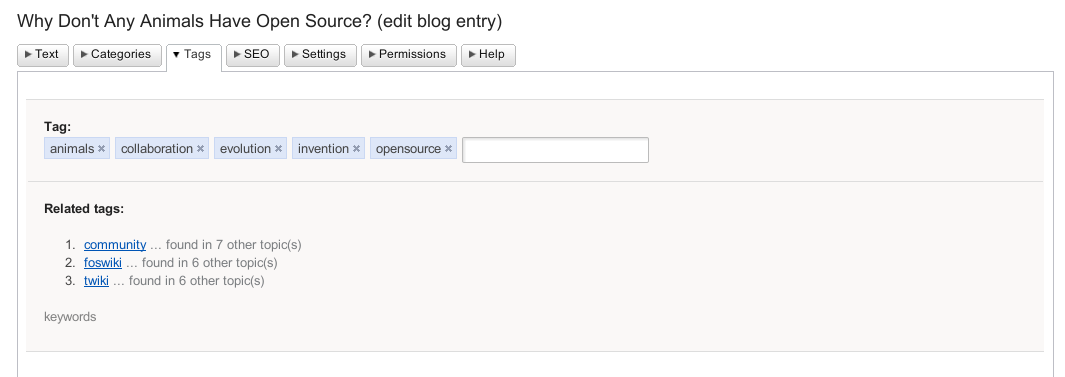 Why Don't Any Animals Have Open Source? (edit blog entry)
Text Categories Tags SEO Settings Permissions Help
Tag:
animals collaboration evolution invention opensource
Related tags:
1. community ... found in 7 other topic(s)
2. foswiki ... found in 6 other topic(s)
3. twiki ... found in 6 other topic(s)
keywords